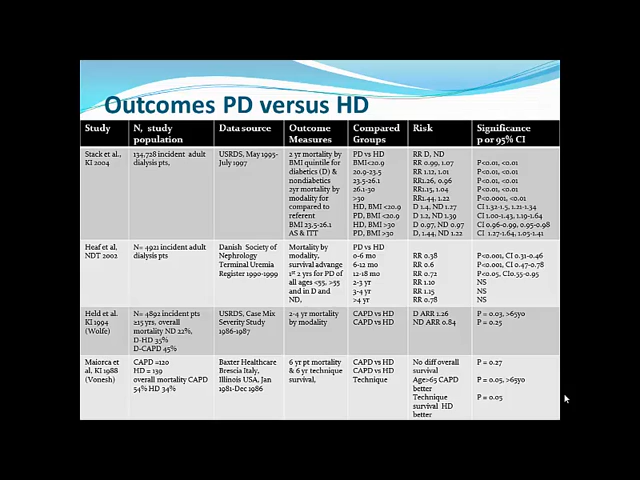 Outcomes PD versus HD
Study
N, study population
Data source
Outcome Measures
Compared Groups
Risk
Significance p or 95% CI
Stack et al.,
KI 2004
134,728 incident adult
dialysis pts,
USRDS, May 1995-
July 1997
2 yr mortality by
BMI quintile for
diabetics (D) &
nondiabetics
2yr mortality by
modality for
compared to
referent
BMI 23.5-26.1
AS & ITT
PD vs HD
BMI<20.9
20.9-23.5
23.5-26.1
26.1-30
>30
HD, BMI <20.9
PD, BMI <20.9
HD, BMI >30
PD, BMI >30
RR D, ND
RR 0.99, 1.07
RR 1.12, 1.01
RR1.26, 0.96
RR1.15, 1.04
RR1.44, 1.22
D 1.4, ND 1.27
D 1.2, ND 1.39
D 0.97, ND 0.97
D, 1.44, ND 1.22
P<0.01, <0.01
P<0.01, <0.01
P<0.01, <0.01
P<0.01, <0.01
P<0.0001, <0.01
CI 1.32-1.5, 1.21-1.34
CI 1.00-1.43, 1.19-1.64
CI 0.96-0.99, 0.95-0.98
CI 1.27-1.64, 1.05-1.41
Heaf et al,
NDT 2002
N= 4921 incident adult
dialysis pts
Danish Society of
Nephrology
Terminal Uremia
Register 1990-1999
Mortality by
modality,
survival advange
1st 2 yrs for PD of
all ages <55, >55
and in D and
ND,
PD vs HD
0-6 mo
6-12 mo
12-18 mo
2-3 yr
3-4 yr
>4 yr
RR 0.38
RR 0.6
RR 0.72
RR 1.10
RR 1.15
RR 0.78
P<0.001, CI 0.31-0.46
P<0.001, CI 0.47-0.78
P<0.05, CI0.55-0.95
NS
NS
NS
Held et al,
KI 1994
(Wolfe)
N= 4892 incident pts
≥15 yrs, overall
mortality ND 22%,
D-HD 35%
D-CAPD 45%
USRDS, Case Mix
Severity Study
1986-1987
2-4 yr mortality
by modality
CAPD vs HD
CAPD vs HD
D ARR 1.26
ND ARR 0.84
P = 0.03, >65yo
P = 0.25
Maiorca et
al, KI 1988
(Vonesh)
CAPD =120
HD = 139
overall mortality CAPD
54% HD 34%
Baxter Healthcare
Brescia Italy,
Illinois USA, Jan
1981-Dec 1986
6 yr pt mortality
& 6 yr technique
survival,
CAPD vs HD
CAPD vs HD
Technique
No diff overall
survival
Age>65 CAPD
better
Technique
survival HD
better
P = 0.27
P = 0.05, >65yo
P = 0.05